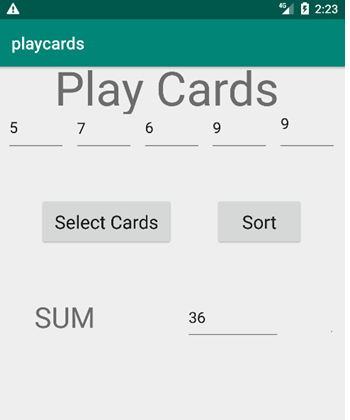 4G 2:23
playcards
Play Cards
5 7 6 9 9
Select Cards Sort
SUM 36